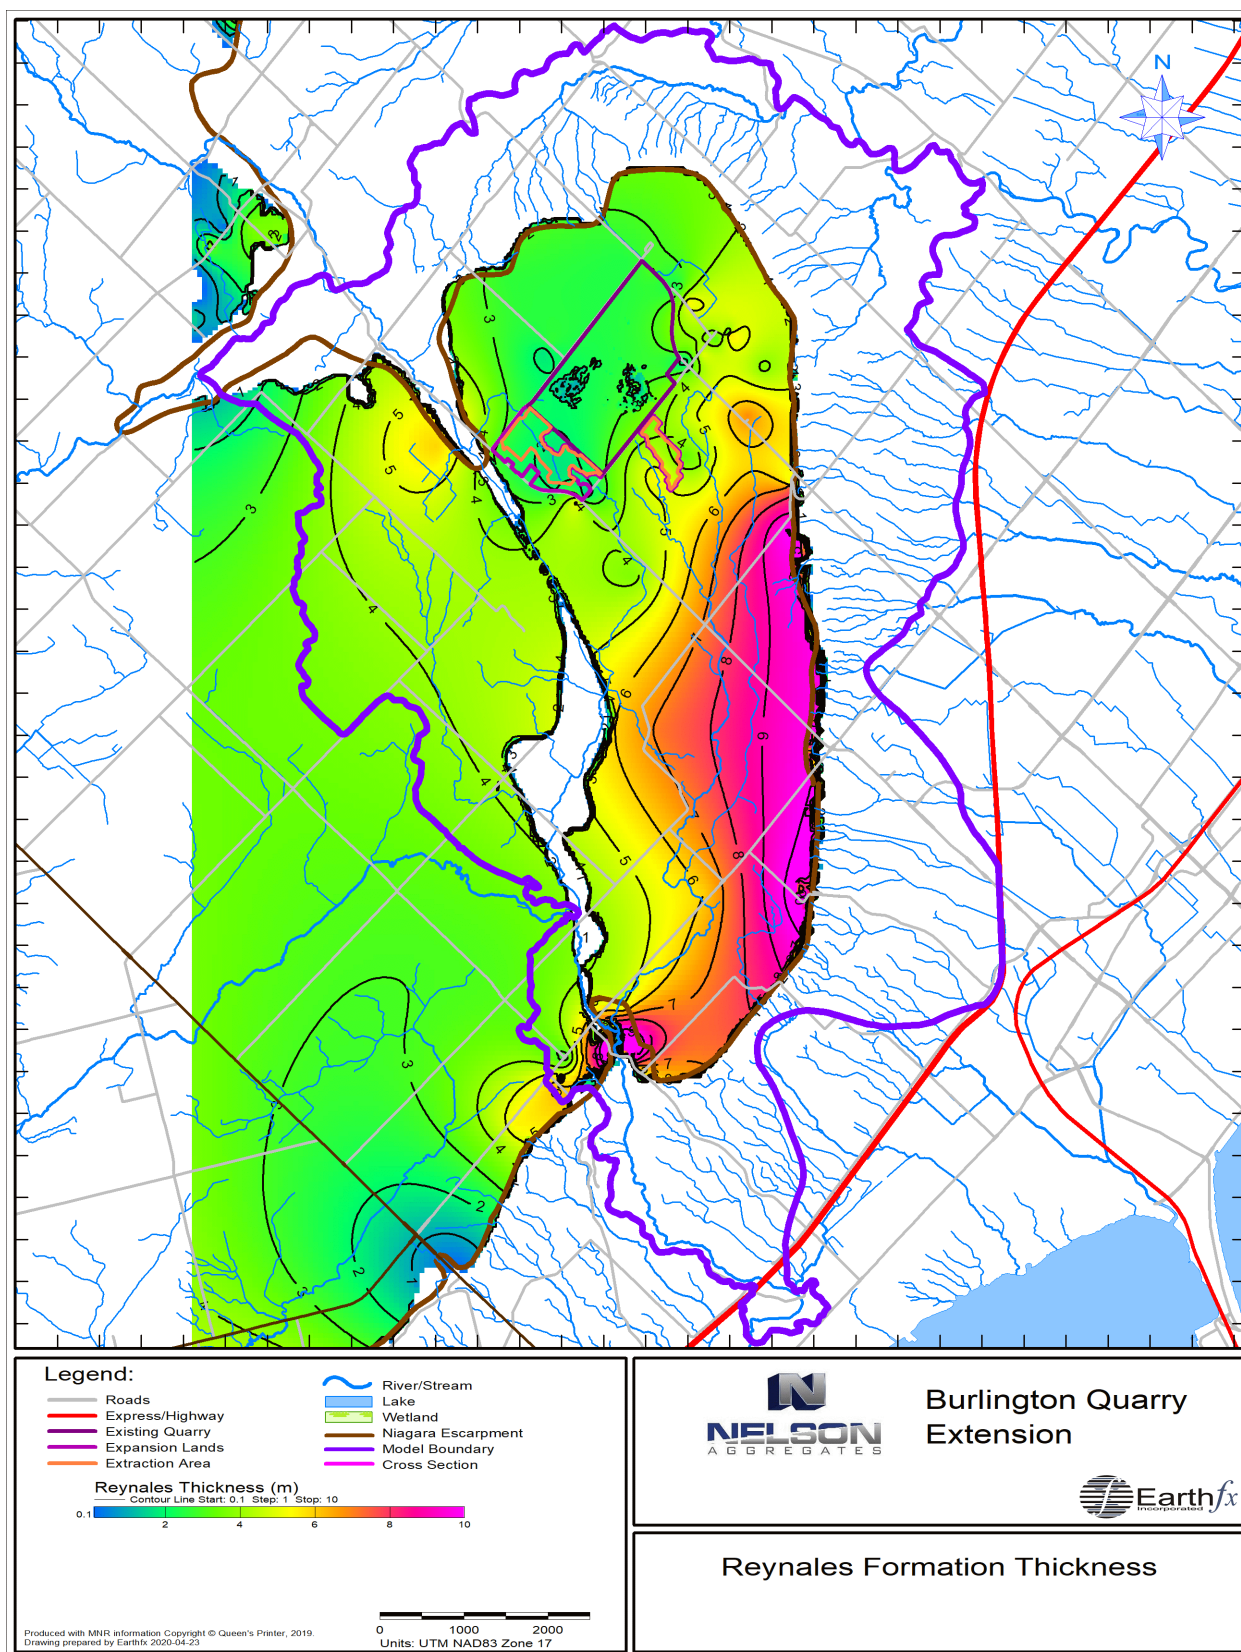 N
Legend:
Roads
Express/Highway
Existing Quarry
Expansion Lands
Extraction Area
River/Stream
Lake
Wetland
Niagara Escarpment
Model Boundary
Cross Section
Reynales Thickness (m)
Contour Line Start: 0.1 Step: 1 Stop: 10
0.1 2 4 6 8 10
0 1000 2000
Units: UTM NAD83 Zone 17
Produced with MNR information Copyright © Queen's Printer, 2019.
Drawing prepared by Earthfx 2020-04-23
N
NELSON
AGGREGATES
Burlington Quarry
Extension
Earthfx
Incorporated
Reynales Formation Thickness